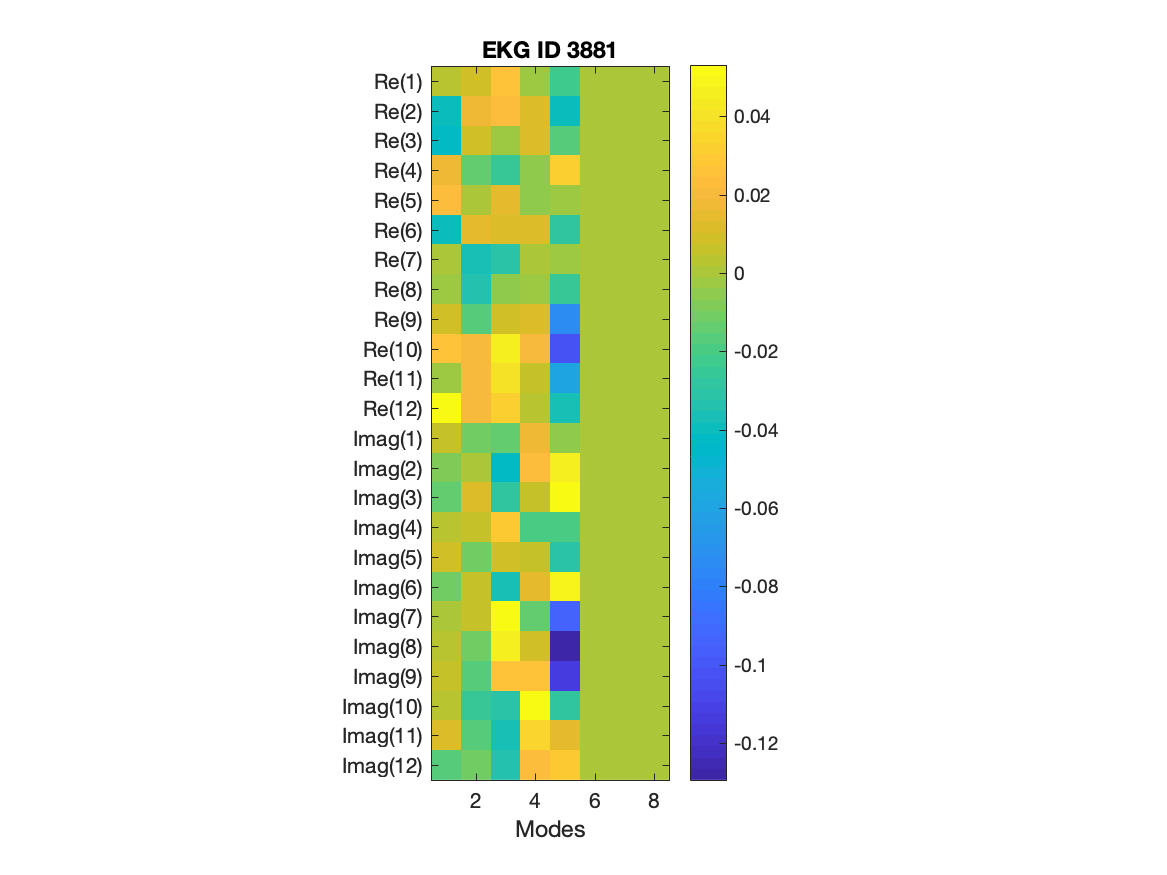 EKG ID 3881
Re(1)
Re(2)
Re(3)
Re(4)
Re(5)
Re(6)
Re(7)
Re(8)
Re(9)
Re(10)
Re(11)
Re(12)
Imag(1)
Imag(2)
Imag(3)
Imag(4)
Imag(5)
Imag(6)
Imag(7)
Imag(8)
Imag(9)
Imag(10)
Imag(11)
Imag(12)
2 4 6 8
Modes
0.04
0.02
0
-0.02
-0.04
-0.06
-0.08
-0.1
-0.12